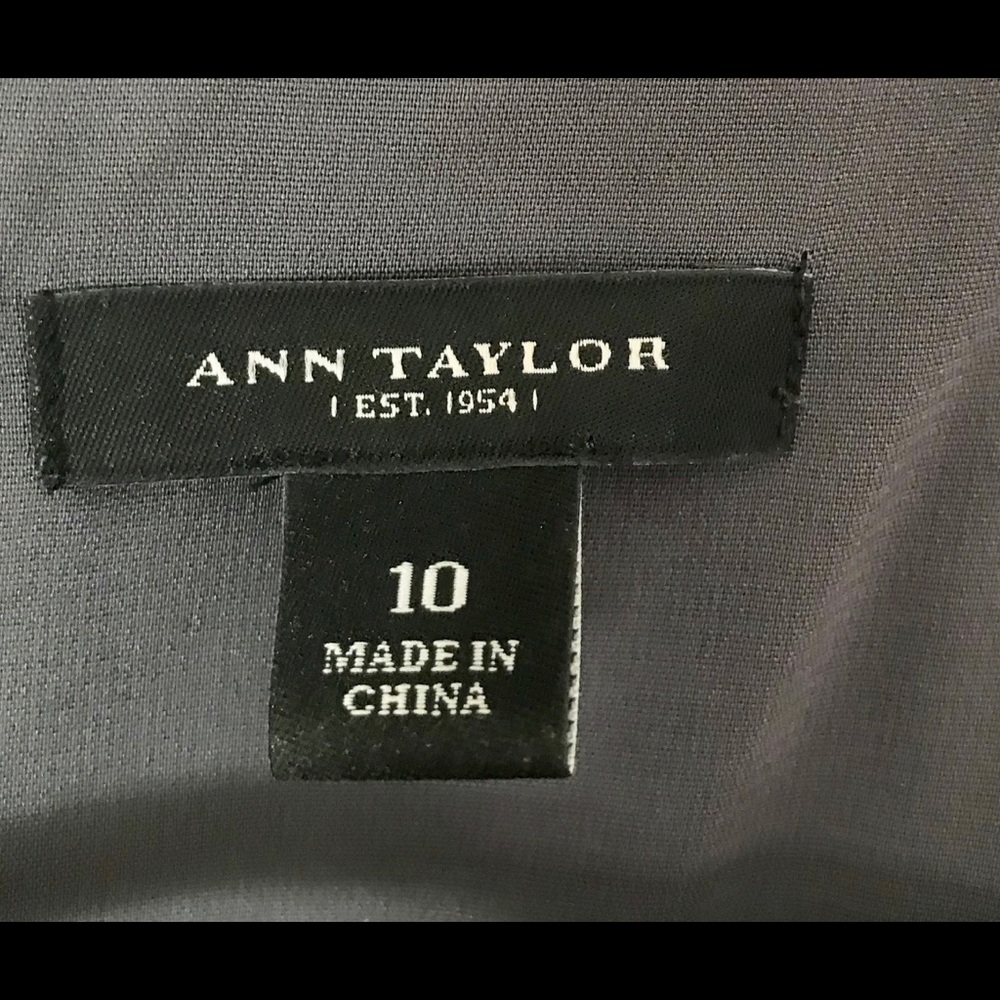 ANN TAYLOR
| EST. 1954 |
10
MADE IN
CHINA